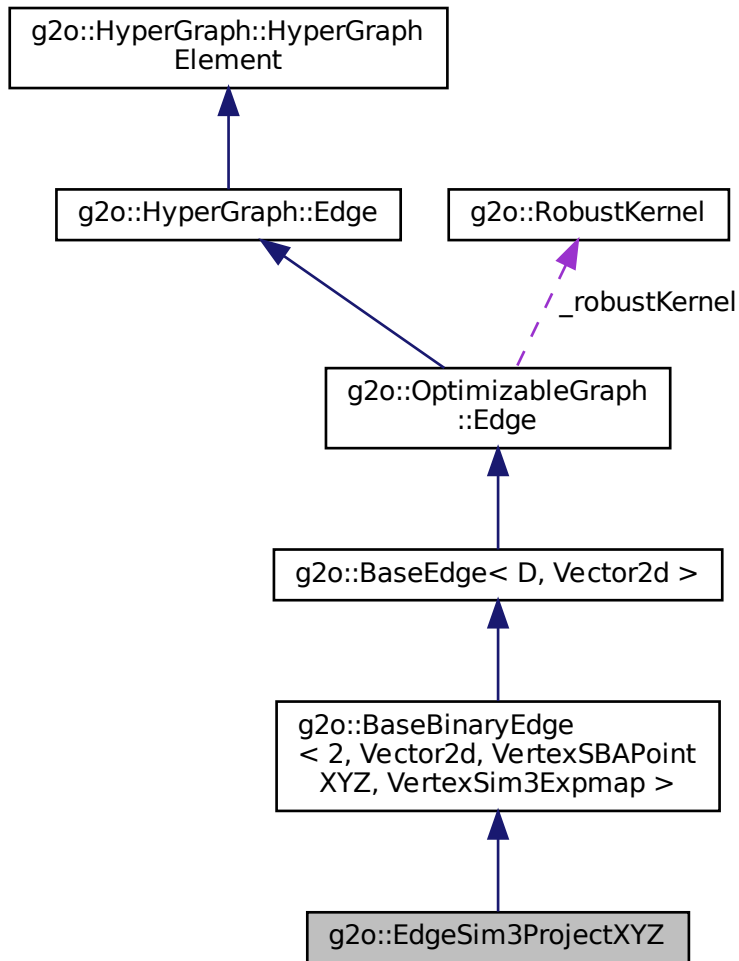 g2o::HyperGraph::HyperGraph
Element
g2o::HyperGraph::Edge
g2o::RobustKernel
_robustKernel
g2o::OptimizableGraph
::Edge
g2o::BaseEdge< D, Vector2d >
g2o::BaseBinaryEdge
< 2, Vector2d, VertexSBAPoint
XYZ, VertexSim3Expmap >
g2o::EdgeSim3ProjectXYZ